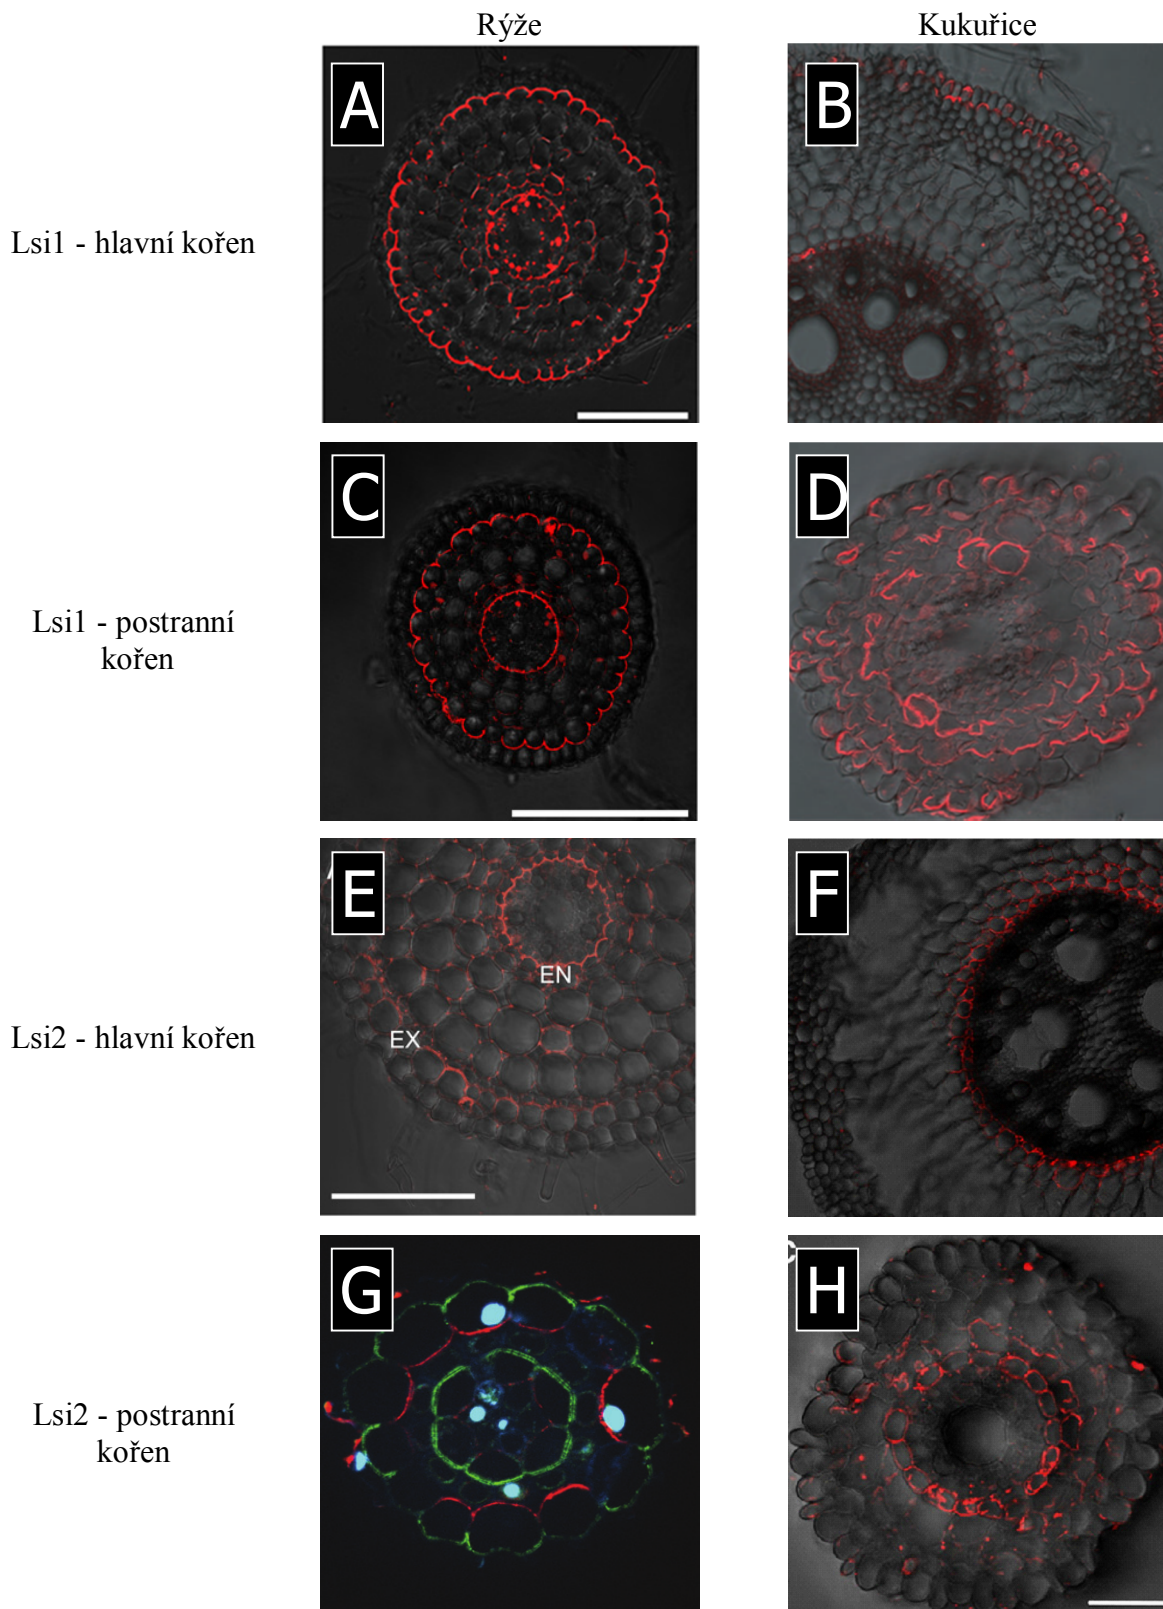 Rýže
Kukuřice
A
B
Lsi1 - hlavní kořen
C
D
Lsi1 - postranní
kořen
E
F
EN
EX
Lsi2 - hlavní kořen
G
H
Lsi2 - postranní
kořen